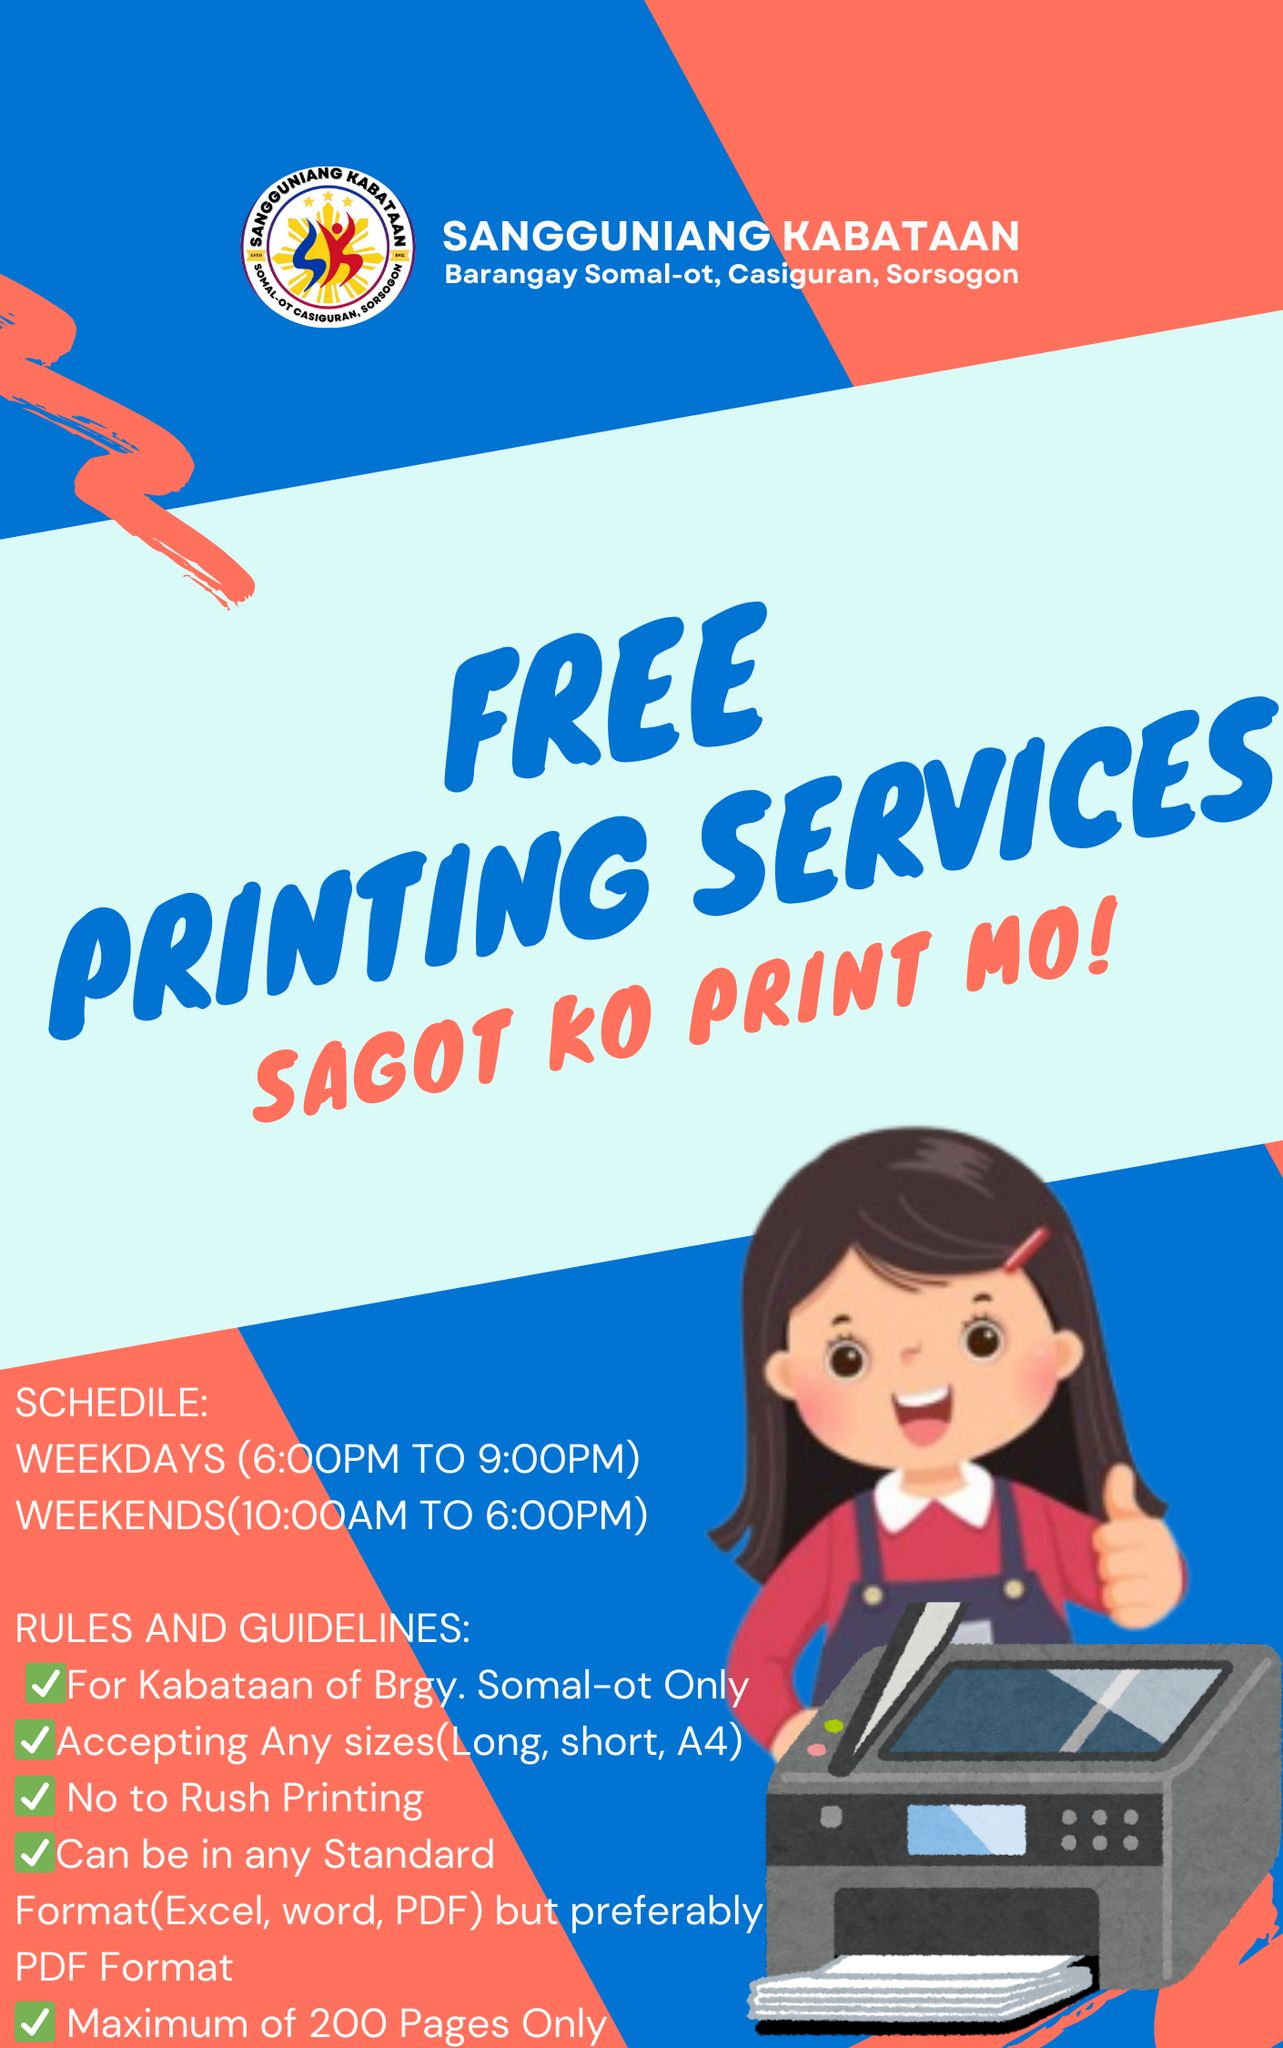 SANGGUNIANG KABATAAN
SOMAL-OT CASIGURAN, SORSOGON
SANGGUNIANG KABATAAN
Barangay Somal-ot, Casiguran, Sorsogon
FREE
PRINTING SERVICES
SAGOT KO PRINT MO!
SCHEDILE:
WEEKDAYS (6:00PM TO 9:00PM)
WEEKENDS(10:00AM TO 6:00PM)
RULES AND GUIDELINES:
✅For Kabataan of Brgy. Somal-ot Only
✅Accepting Any sizes(Long, short, A4)
✅ No to Rush Printing
✅Can be in any Standard
Format(Excel, word, PDF) but preferably
PDF Format
✅ Maximum of 200 Pages Only